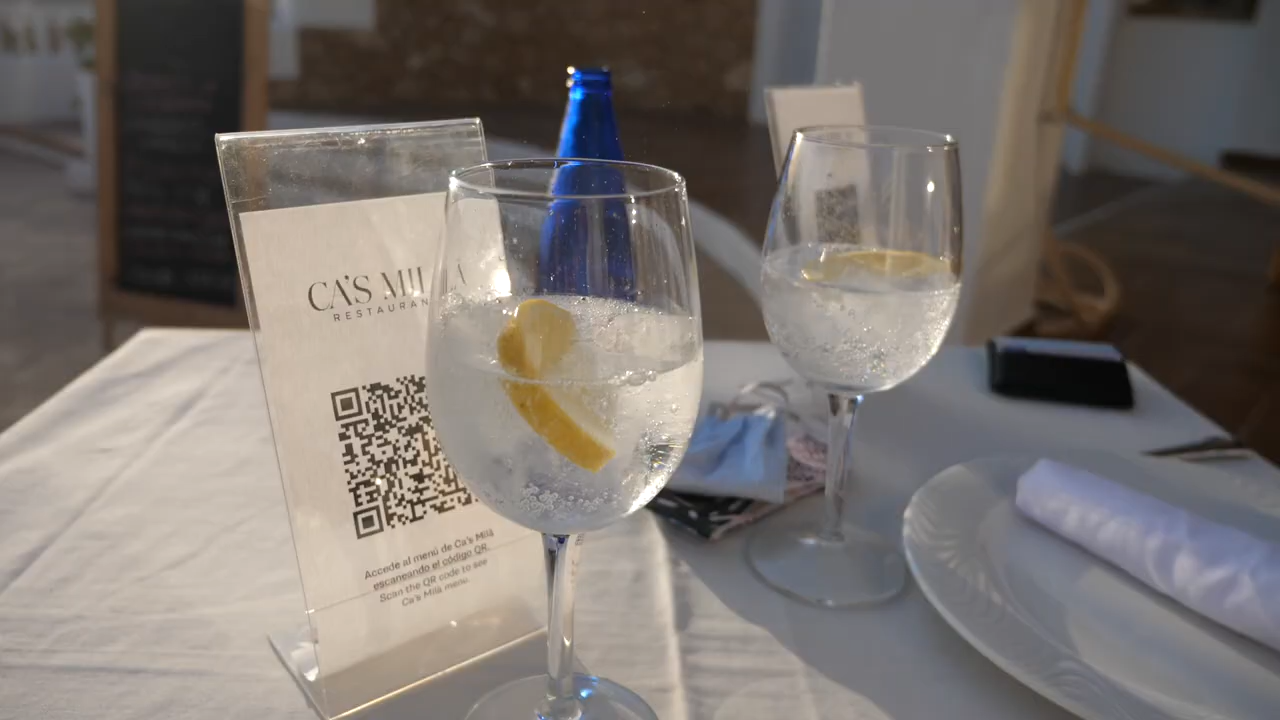 CA'S MILÀ
RESTAURANT
Accede al menú de Ca's Milà
escaneando el código QR.
Scan the QR code to see
Ca's Milà menu.